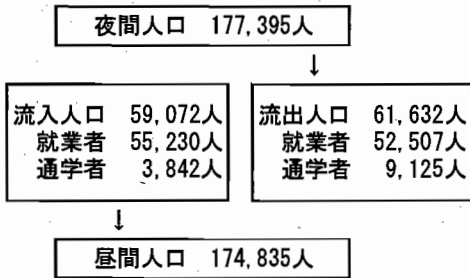 夜間人口 177,395人
↓
流入人口 59,072人
就業者 55,230人
通学者 3,842人
流出人口 61,632人
就業者 52,507人
通学者 9,125人
↓
昼間人口 174,835人